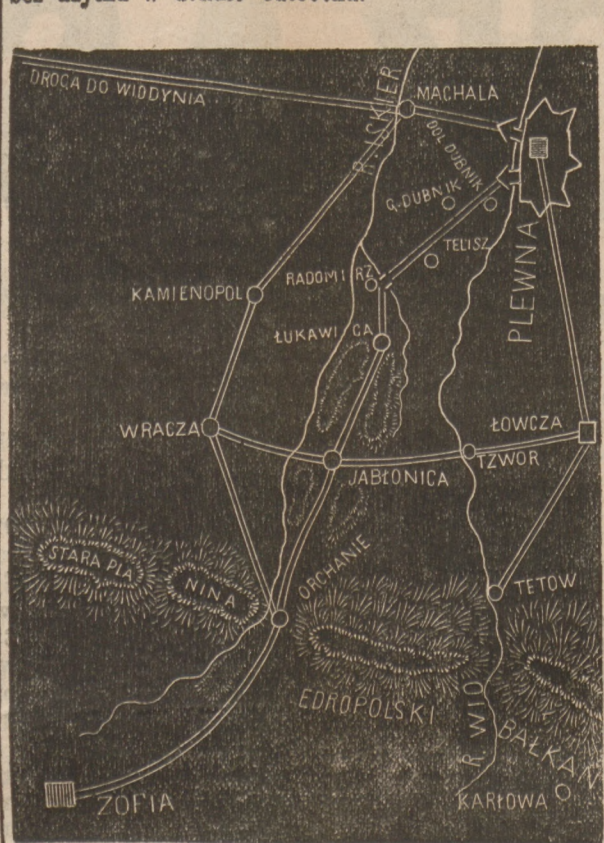 DROGA DO WIDDYNIA
R. ISKIER
MACHALA
DOL DUBNIK
G. DUBNIK
TELISZ
PLEWNA
RADOMIRZ
KAMIENOPOL
ŁUKAWICA
WRACZA
ŁOWCZA
TZWOR
JABŁONICA
STARA PLA
NINA
ORCHANIE
TETOW
EDROPOLSKI
R. WID
BAŁKAN
ZOFIA
KARŁOWA